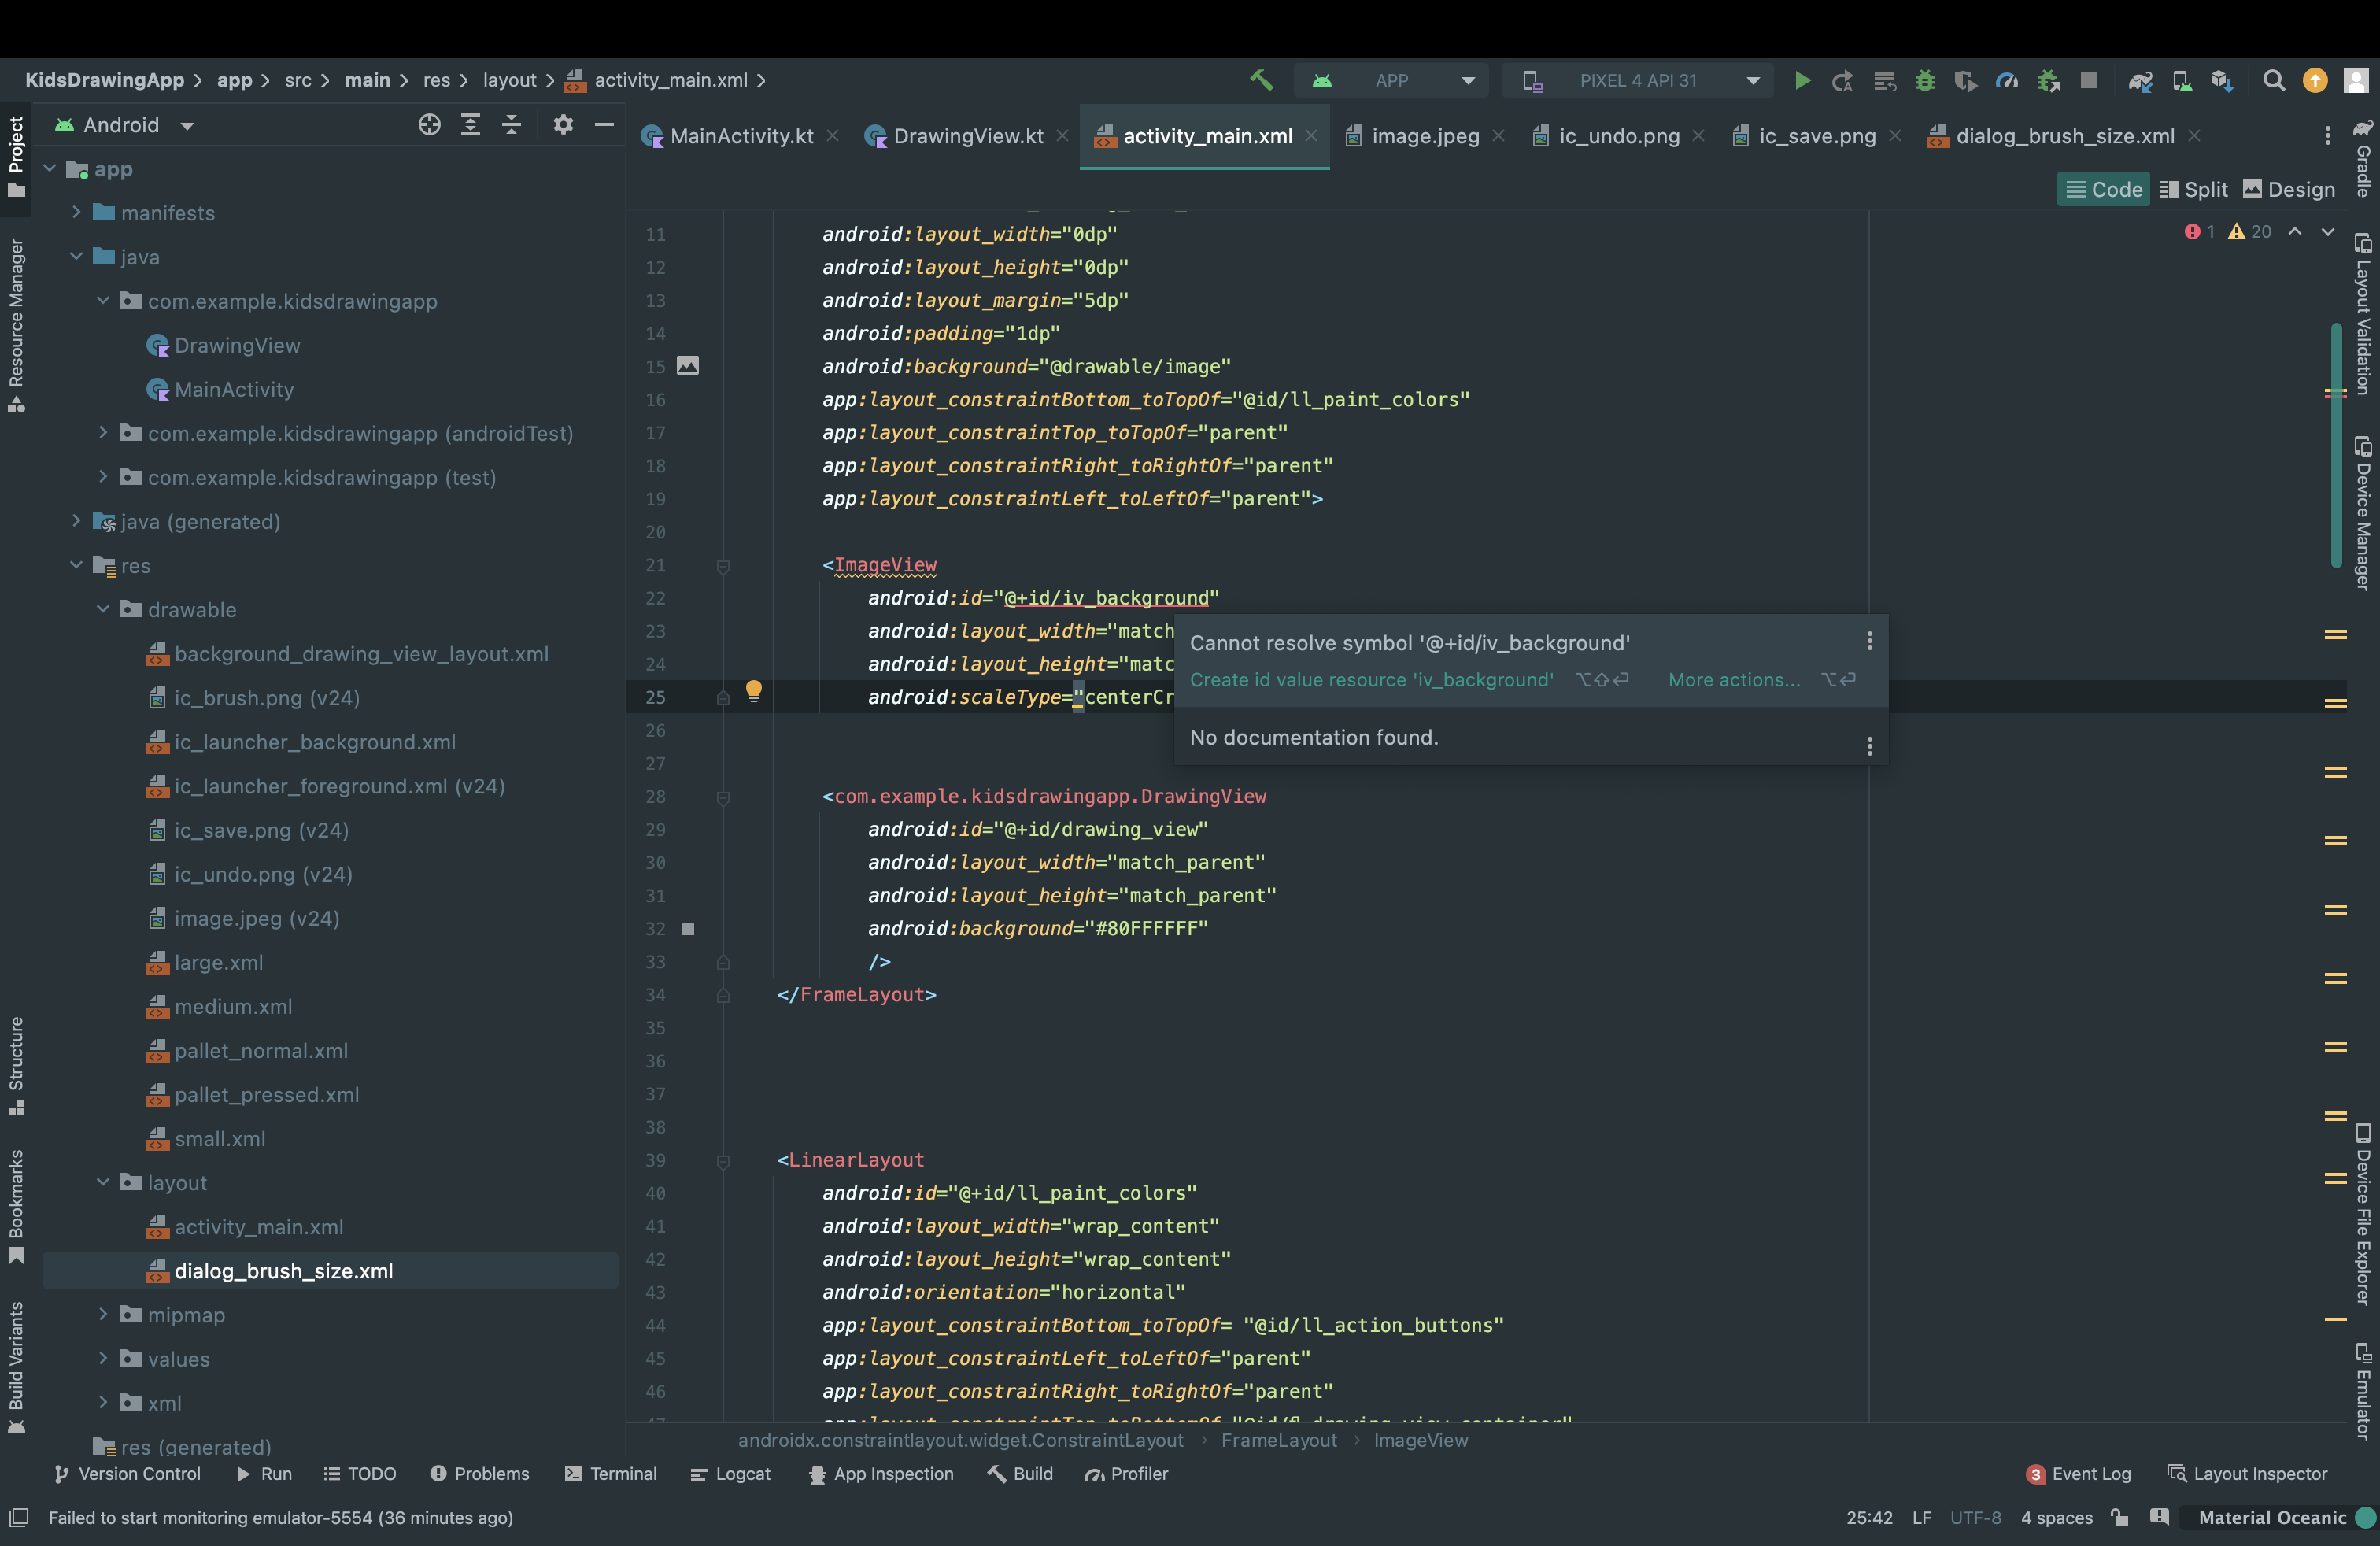 KidsDrawingApp > app > src > main > res > layout > activity_main.xml >
APP
PIXEL 4 API 31
Project
Resource Manager
Structure
Bookmarks
Build Variants
Android
app
manifests
java
com.example.kidsdrawingapp
DrawingView
MainActivity
com.example.kidsdrawingapp (androidTest)
com.example.kidsdrawingapp (test)
java (generated)
res
drawable
background_drawing_view_layout.xml
ic_brush.png (v24)
ic_launcher_background.xml
ic_launcher_foreground.xml (v24)
ic_save.png (v24)
ic_undo.png (v24)
image.jpeg (v24)
large.xml
medium.xml
pallet_normal.xml
pallet_pressed.xml
small.xml
layout
activity_main.xml
dialog_brush_size.xml
mipmap
values
xml
res (generated)
MainActivity.kt
DrawingView.kt
activity_main.xml
image.jpeg
ic_undo.png
ic_save.png
dialog_brush_size.xml
Code
Split
Design
1
20
11 android:layout_width="0dp"
12 android:layout_height="0dp"
13 android:layout_margin="5dp"
14 android:padding="1dp"
15 android:background="@drawable/image"
16 app:layout_constraintBottom_toTopOf="@id/ll_paint_colors"
17 app:layout_constraintTop_toTopOf="parent"
18 app:layout_constraintRight_toRightOf="parent"
19 app:layout_constraintLeft_toLeftOf="parent">
20
21 <ImageView
22 android:id="@+id/iv_background"
23 android:layout_width="match
24 android:layout_height="matc
25 android:scaleType="centerCr
26
27
28 <com.example.kidsdrawingapp.DrawingView
29 android:id="@+id/drawing_view"
30 android:layout_width="match_parent"
31 android:layout_height="match_parent"
32 android:background="#80FFFFFF"
33 />
34 </FrameLayout>
35
36
37
38
39 <LinearLayout
40 android:id="@+id/ll_paint_colors"
41 android:layout_width="wrap_content"
42 android:layout_height="wrap_content"
43 android:orientation="horizontal"
44 app:layout_constraintBottom_toTopOf= "@id/ll_action_buttons"
45 app:layout_constraintLeft_toLeftOf="parent"
46 app:layout_constraintRight_toRightOf="parent"
47 app:layout_constraintTop_toBottomOf="@id/fl_drawing_view_container"
Cannot resolve symbol '@+id/iv_background'
Create id value resource 'iv_background' ⌥⇧⏎ More actions... ⌥⏎
No documentation found.
androidx.constraintlayout.widget.ConstraintLayout > FrameLayout > ImageView
Gradle
Layout Validation
Device Manager
Device File Explorer
Emulator
Version Control
Run
TODO
Problems
Terminal
Logcat
App Inspection
Build
Profiler
3 Event Log
Layout Inspector
Failed to start monitoring emulator-5554 (36 minutes ago)
25:42
LF
UTF-8
4 spaces
Material Oceanic